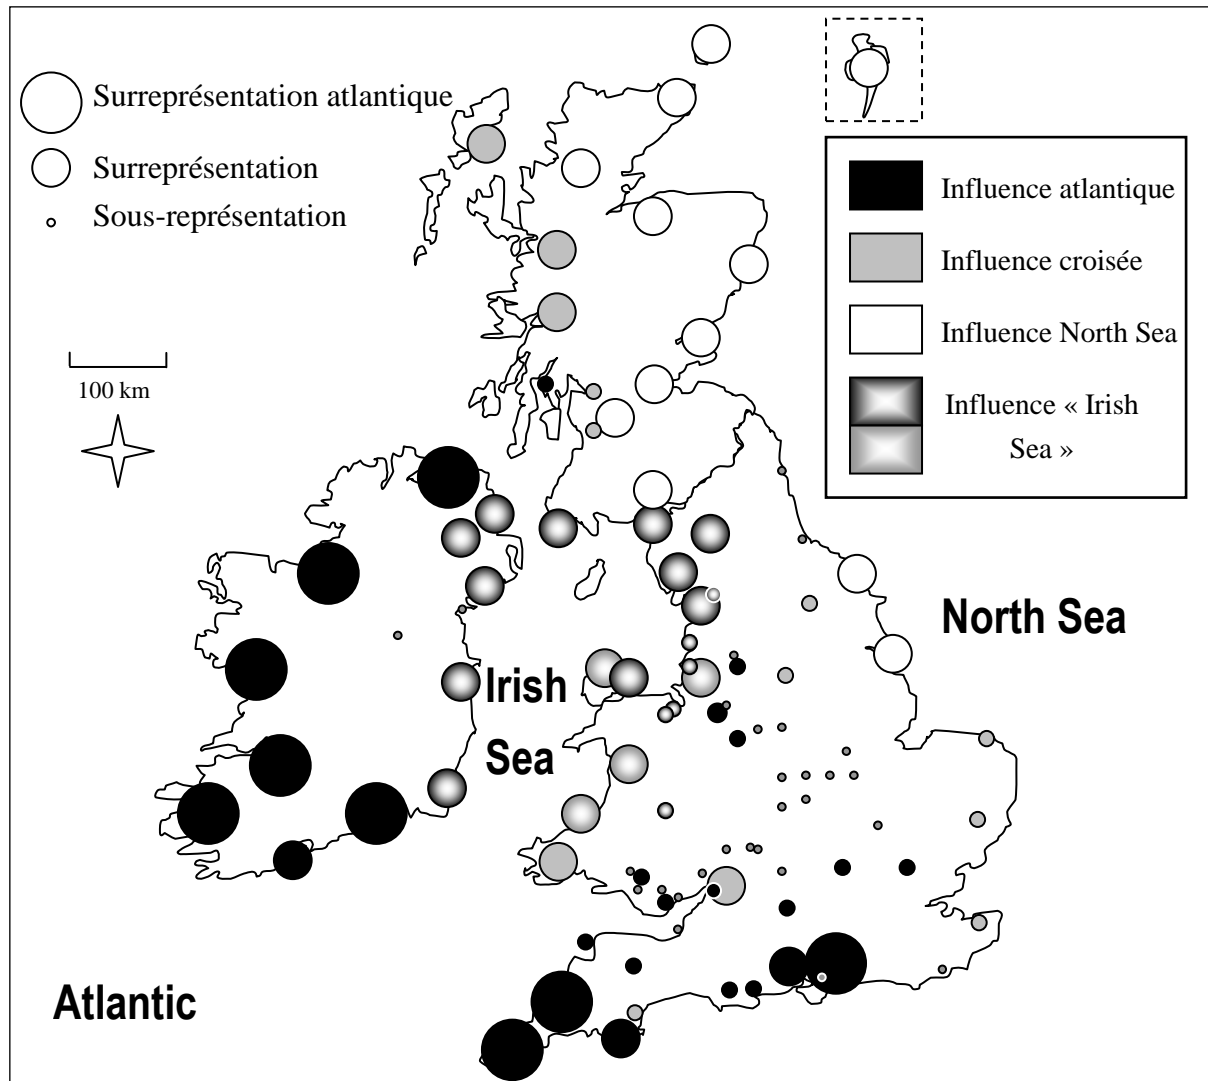 Surreprésentation atlantique
Surreprésentation
Sous-représentation
Influence atlantique
Influence croisée
Influence North Sea
Influence « Irish
Sea »
100 km
North Sea
Irish
Sea
Atlantic